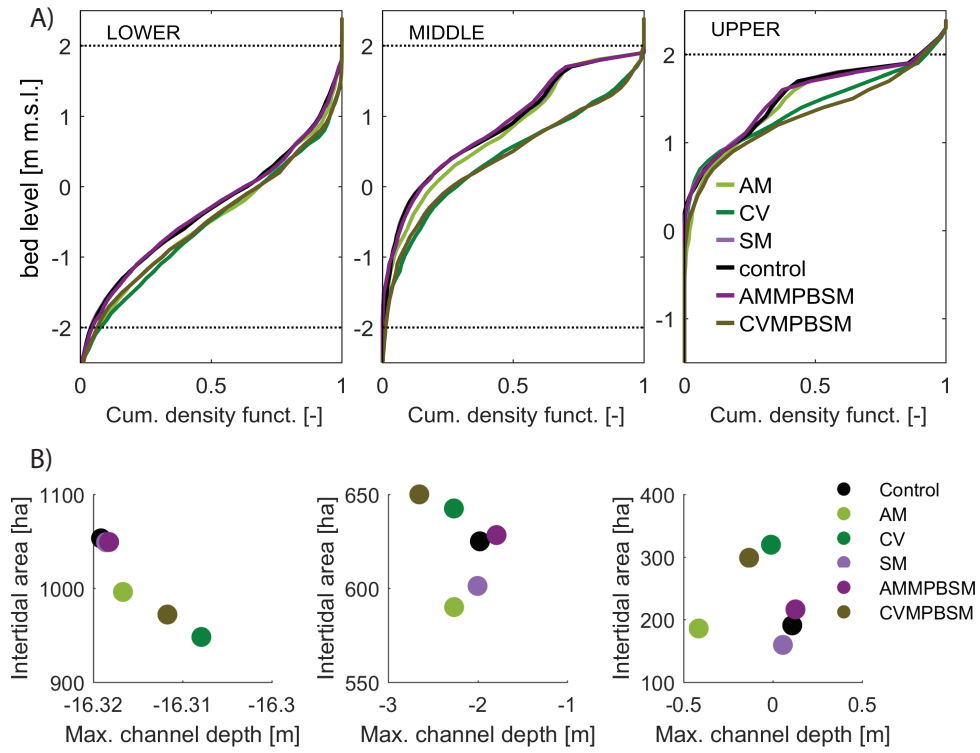 A)
LOWER
MIDDLE
UPPER
bed level [m m.s.l.]
2
1
0
-1
-2
2
1
0
-1
-2
2
1
0
-1
AM
CV
SM
control
AMMPBSM
CVMPBSM
0
0.5
1
0
0.5
1
0
0.5
1
Cum. density funct. [-]
Cum. density funct. [-]
Cum. density funct. [-]
B)
Intertidal area [ha]
1100
1000
900
-16.32
-16.31
-16.3
Max. channel depth [m]
Intertidal area [ha]
650
600
550
-3
-2
-1
Max. channel depth [m]
Intertidal area [ha]
400
300
200
100
-0.5
0
0.5
Max. channel depth [m]
Control
AM
CV
SM
AMMPBSM
CVMPBSM